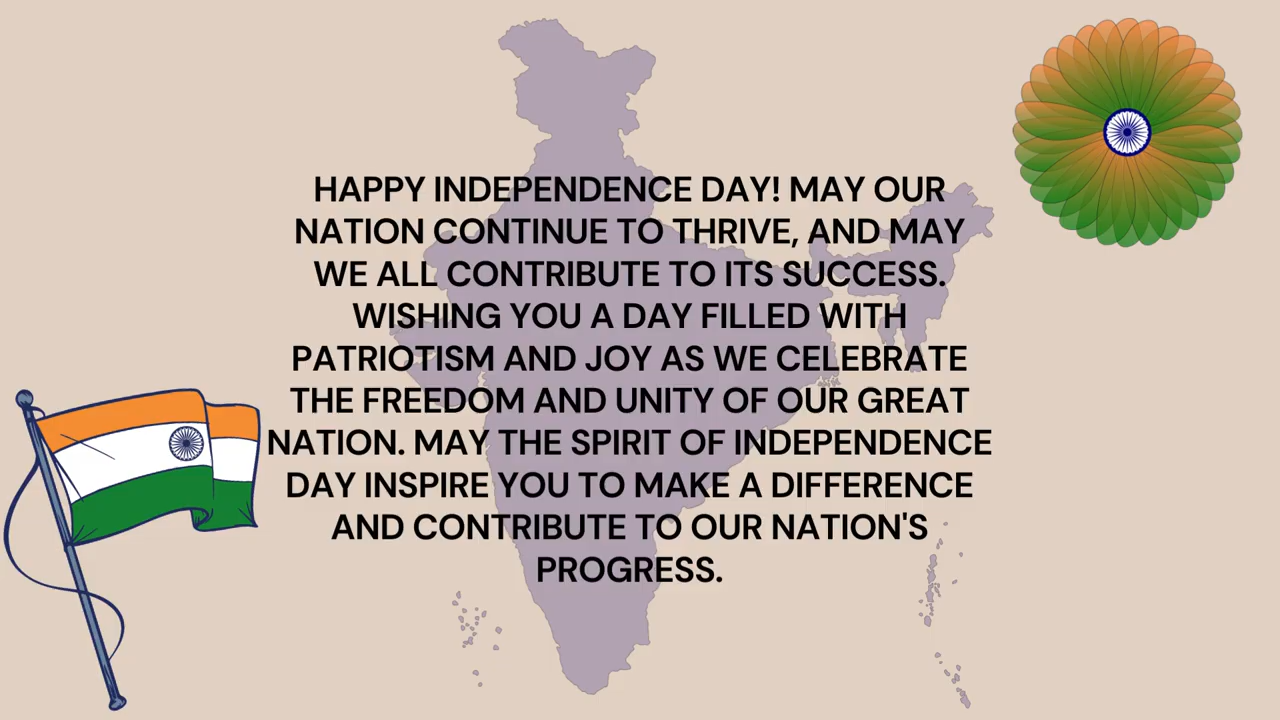 HAPPY INDEPENDENCE DAY! MAY OUR
NATION CONTINUE TO THRIVE, AND MAY
WE ALL CONTRIBUTE TO ITS SUCCESS.
WISHING YOU A DAY FILLED WITH
PATRIOTISM AND JOY AS WE CELEBRATE
THE FREEDOM AND UNITY OF OUR GREAT
NATION. MAY THE SPIRIT OF INDEPENDENCE
DAY INSPIRE YOU TO MAKE A DIFFERENCE
AND CONTRIBUTE TO OUR NATION'S
PROGRESS.